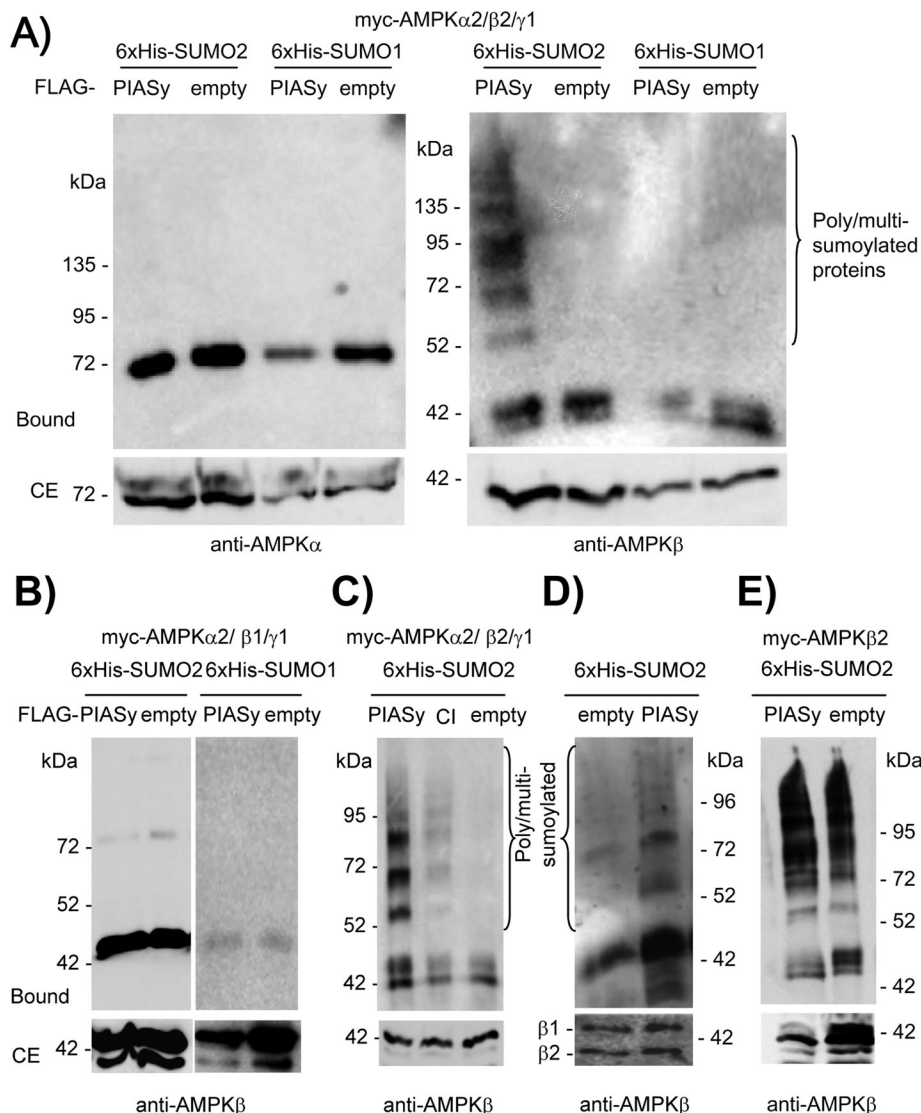 A)
myc-AMPKα2/β2/γ1
6xHis-SUMO2 6xHis-SUMO1 6xHis-SUMO2 6xHis-SUMO1
FLAG- PIASy empty PIASy empty PIASy empty PIASy empty
kDa
135 -
95 -
72 -
Bound
CE 72 -
anti-AMPKα
kDa
135 -
95 -
72 -
52 -
42 -
42 -
Poly/multi-
sumoylated
proteins
anti-AMPKβ
B)
myc-AMPKα2/ β1/γ1
6xHis-SUMO2 6xHis-SUMO1
FLAG-PIASy empty PIASy empty
kDa
72 -
52 -
42 -
Bound
CE 42 -
anti-AMPKβ
C)
myc-AMPKα2/ β2/γ1
6xHis-SUMO2
PIASy CI empty
kDa
95 -
72 -
52 -
42 -
42 -
Poly/multi-
sumoylated
anti-AMPKβ
D)
6xHis-SUMO2
empty PIASy
kDa
- 96
- 72
- 52
- 42
β1
β2
- 42
anti-AMPKβ
E)
myc-AMPKβ2
6xHis-SUMO2
PIASy empty
kDa
- 95
- 72
- 52
- 42
- 42
anti-AMPKβ